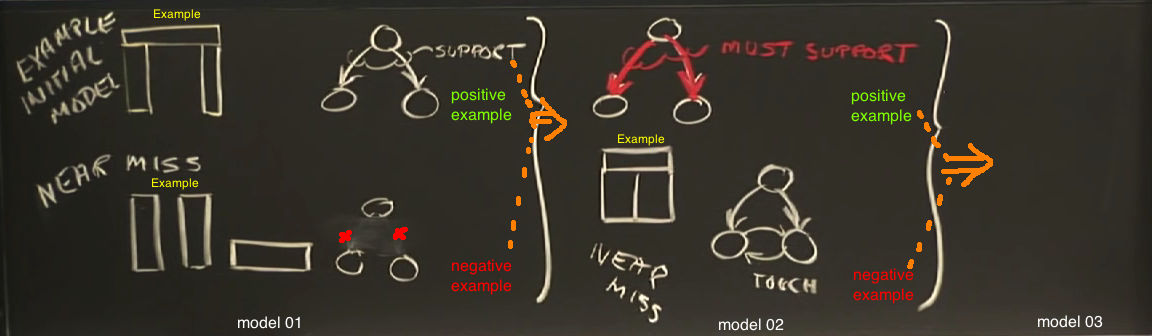 EXAMPLE
INITIAL
MODEL
Example
SUPPORT
positive
example
NEAR MISS
Example
negative
example
model 01
MUST SUPPORT
positive
example
Example
NEAR
MISS
TOUCH
negative
example
model 02
model 03